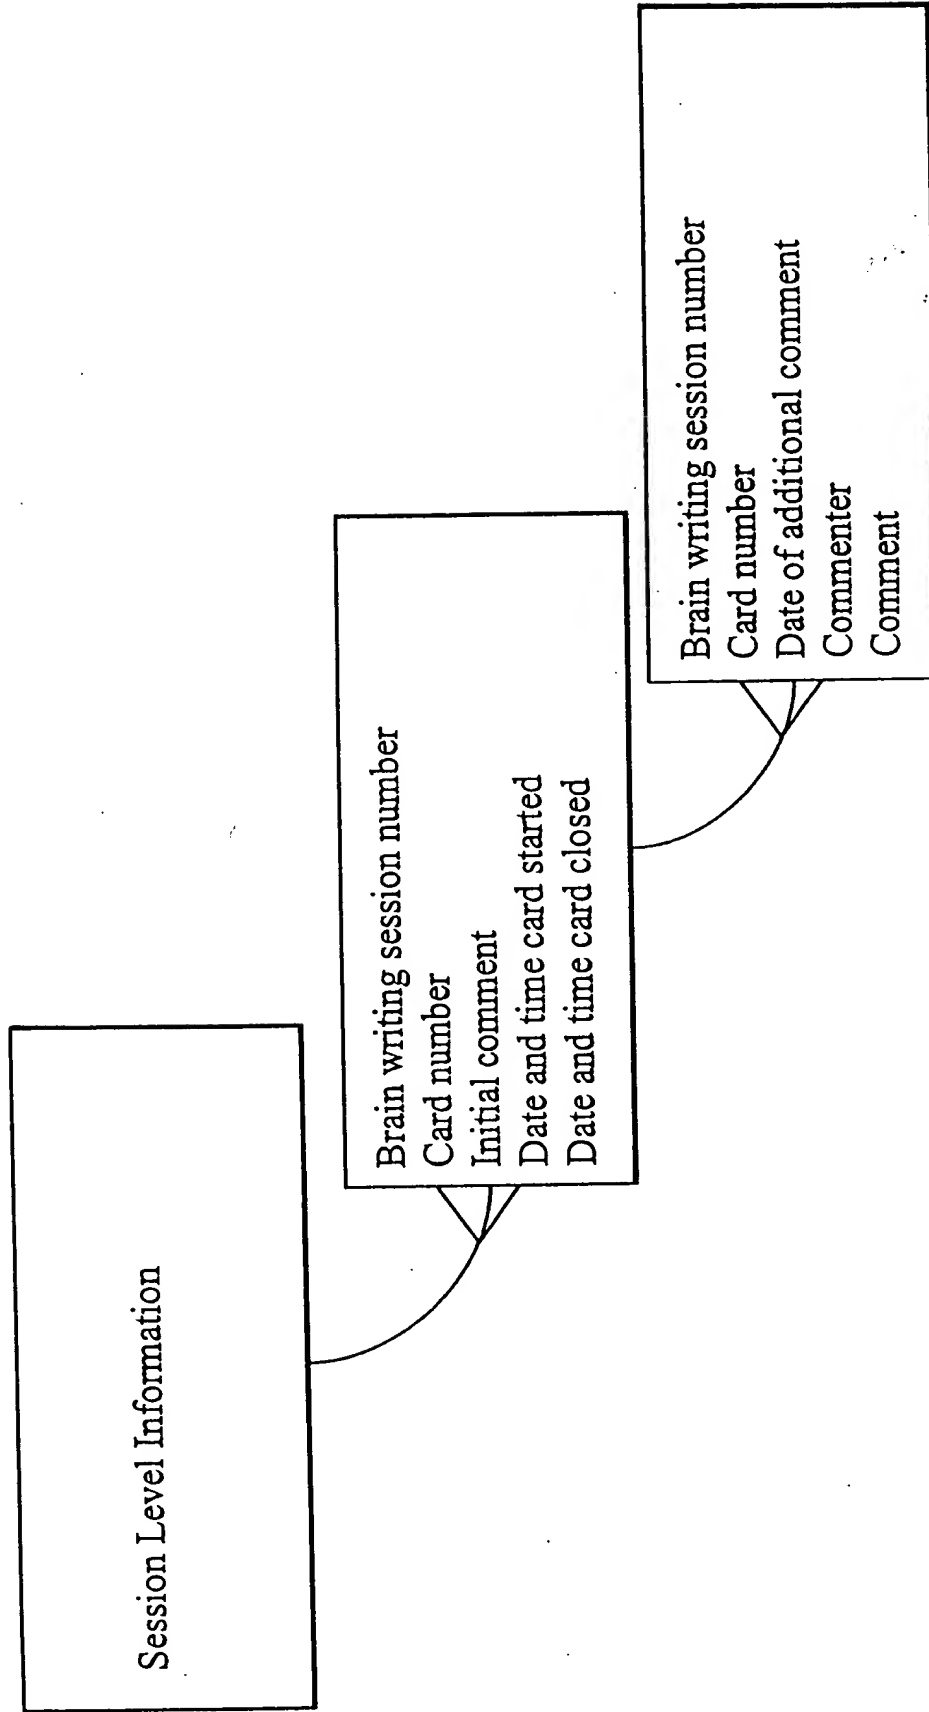 Session Level Information
Brain writing session number
Card number
Initial comment
Date and time card started
Date and time card closed
Brain writing session number
Card number
Date of additional comment
Commenter
Comment